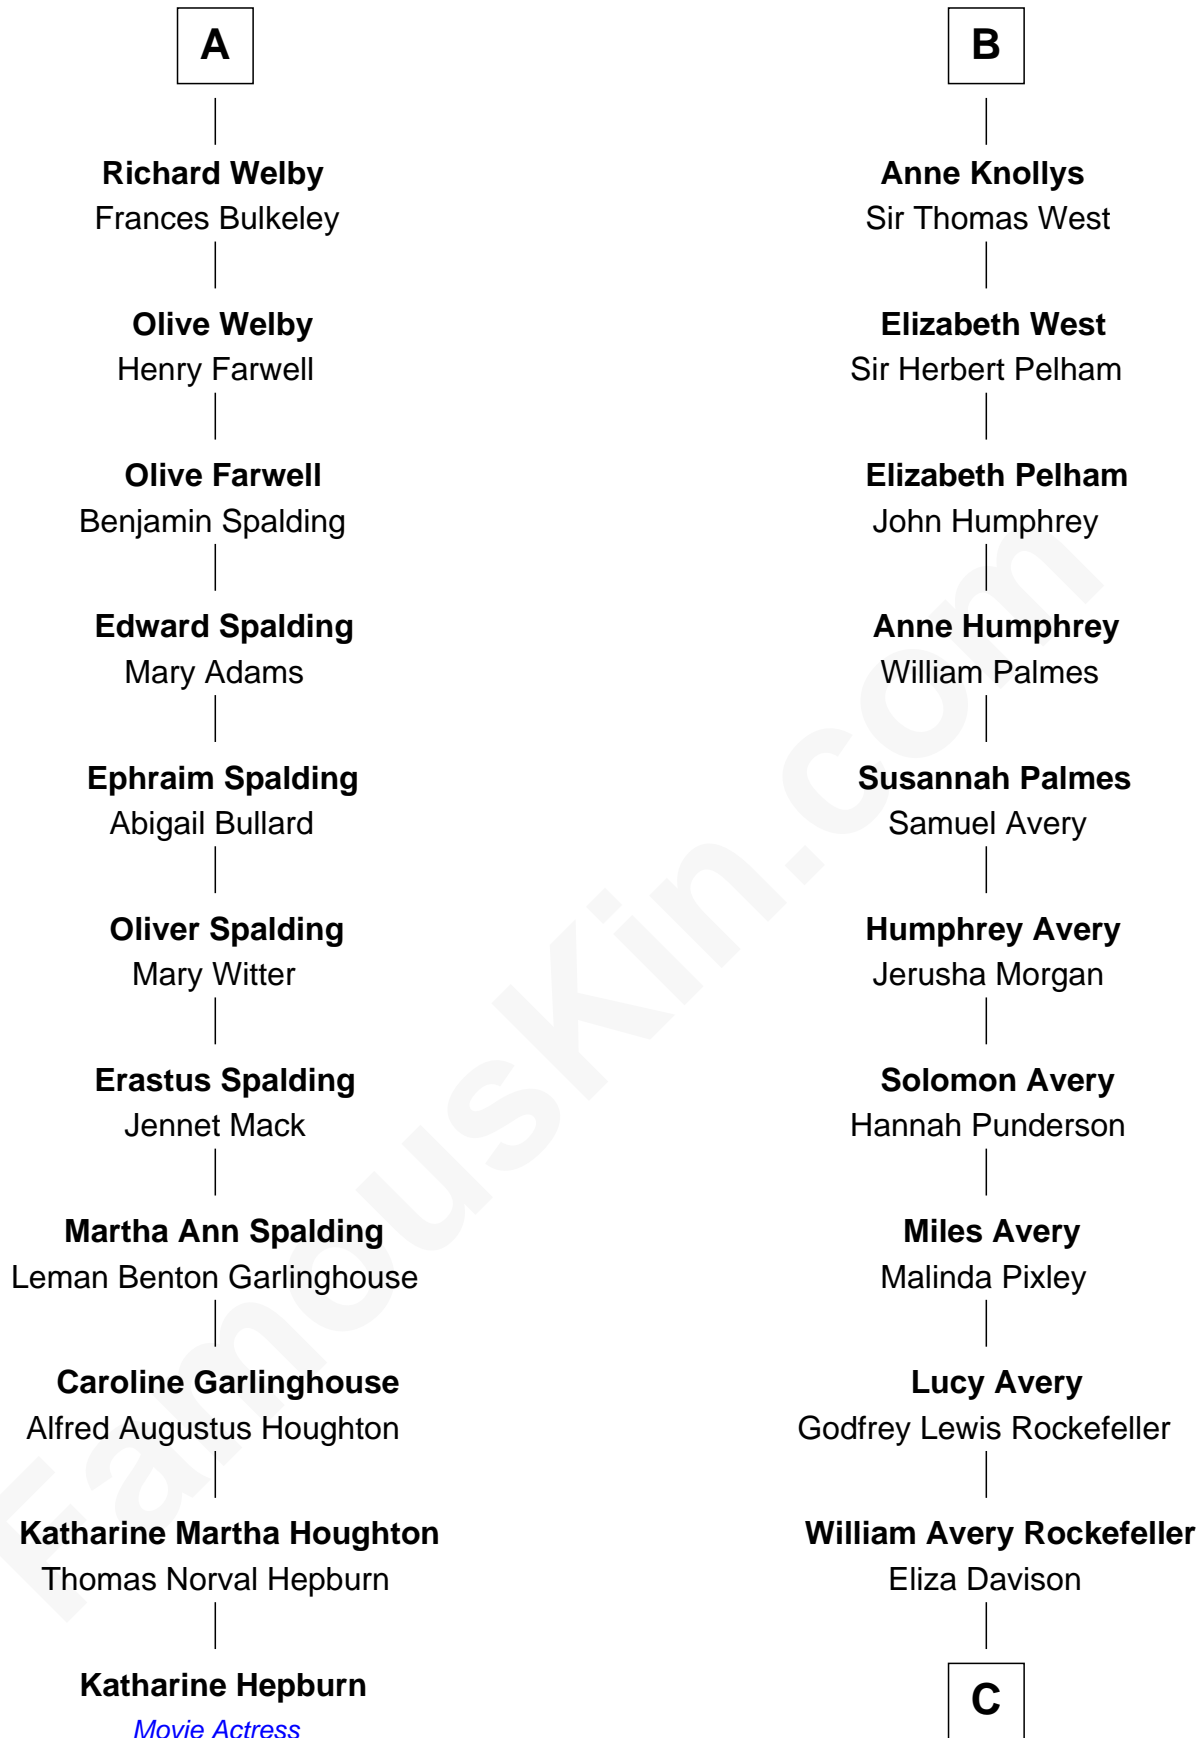 A
Richard Welby
Frances Bulkeley
Olive Welby
Henry Farwell
Olive Farwell
Benjamin Spalding
Edward Spalding
Mary Adams
Ephraim Spalding
Abigail Bullard
Oliver Spalding
Mary Witter
Erastus Spalding
Jennet Mack
Martha Ann Spalding
Leman Benton Garlinghouse
Caroline Garlinghouse
Alfred Augustus Houghton
Katharine Martha Houghton
Thomas Norval Hepburn
Katharine Hepburn
Movie Actress
B
Anne Knollys
Sir Thomas West
Elizabeth West
Sir Herbert Pelham
Elizabeth Pelham
John Humphrey
Anne Humphrey
William Palmes
Susannah Palmes
Samuel Avery
Humphrey Avery
Jerusha Morgan
Solomon Avery
Hannah Punderson
Miles Avery
Malinda Pixley
Lucy Avery
Godfrey Lewis Rockefeller
William Avery Rockefeller
Eliza Davison
C
FamousKin.com